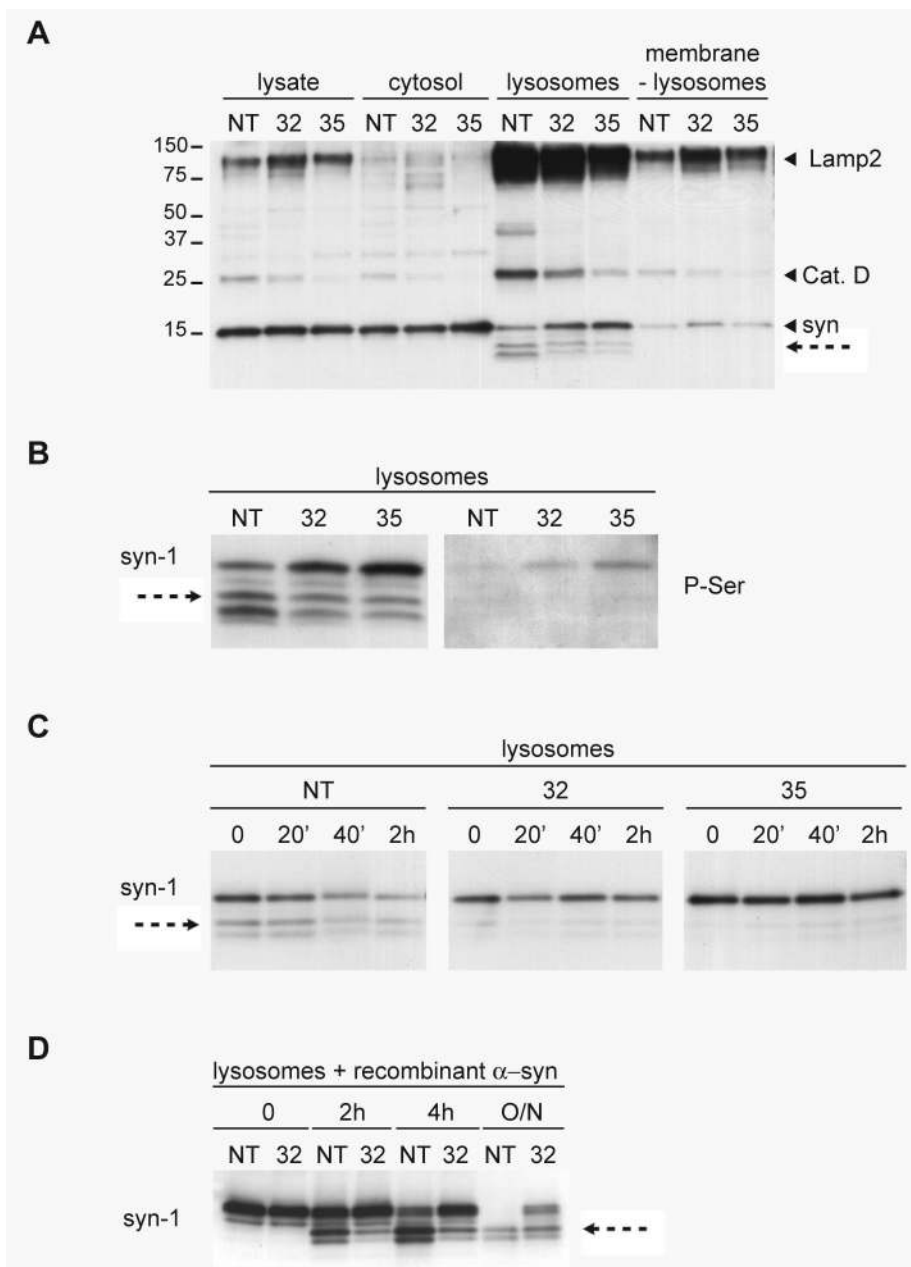 A
lysate cytosol lysosomes membrane - lysosomes
NT 32 35 NT 32 35 NT 32 35 NT 32 35
150
75
50
37
25
15
◄ Lamp2
◄ Cat. D
◄ syn
B
lysosomes
NT 32 35 NT 32 35
syn-1
P-Ser
C
lysosomes
NT 32 35
0 20' 40' 2h 0 20' 40' 2h 0 20' 40' 2h
syn-1
D
lysosomes + recombinant α–syn
0 2h 4h O/N
NT 32 NT 32 NT 32 NT 32
syn-1